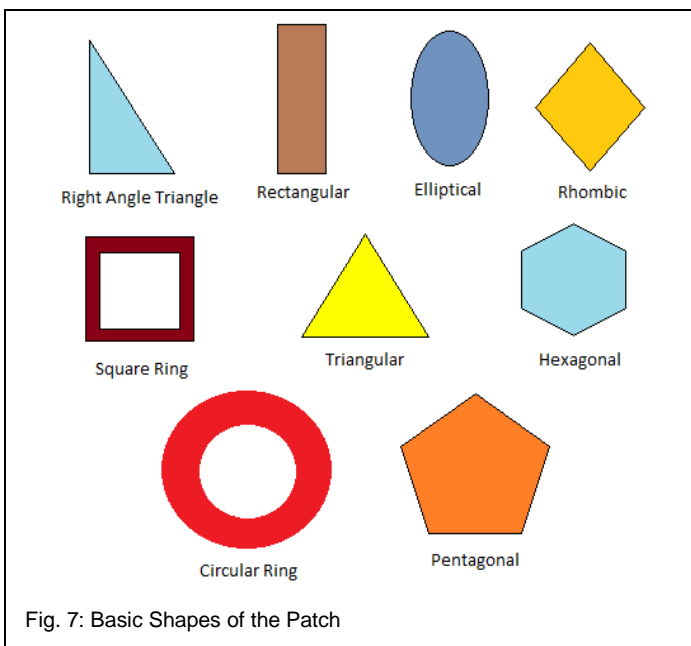 Right Angle Triangle
Rectangular
Elliptical
Rhombic
Square Ring
Triangular
Hexagonal
Circular Ring
Pentagonal
Fig. 7: Basic Shapes of the Patch